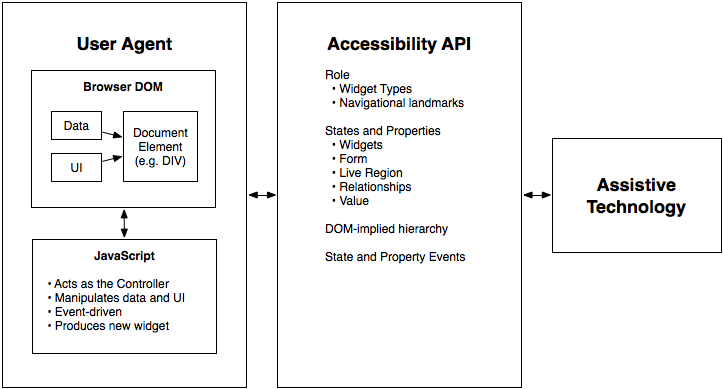 User Agent
Browser DOM
Data
UI
Document
Element
(e.g. DIV)
JavaScript
• Acts as the Controller
• Manipulates data and UI
• Event-driven
• Produces new widget
Accessibility API
Role
• Widget Types
• Navigational landmarks
States and Properties
• Widgets
• Form
• Live Region
• Relationships
• Value
DOM-implied hierarchy
State and Property Events
Assistive
Technology